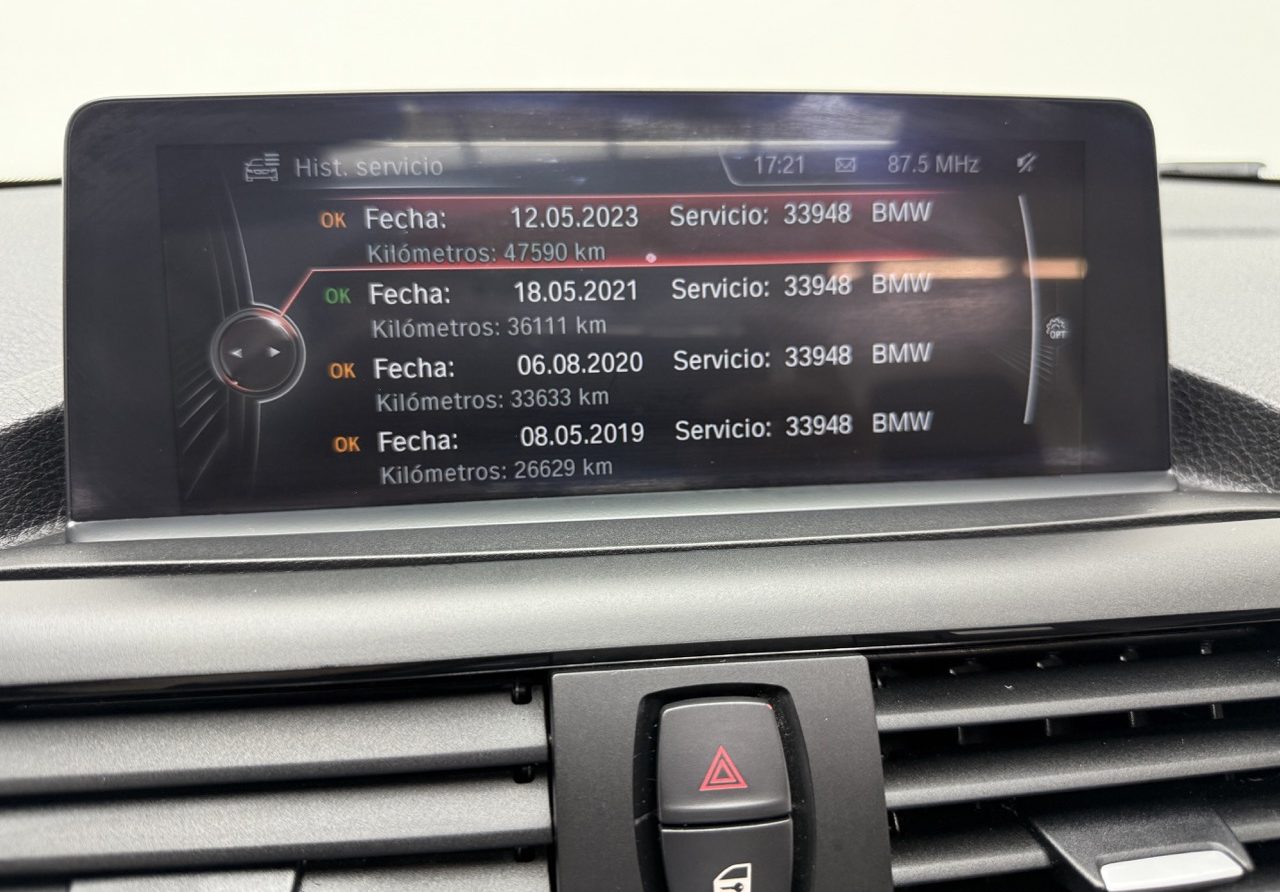 Hist. servicio 17:21 87.5 MHz
OK Fecha: 12.05.2023 Servicio: 33948 BMW
Kilómetros: 47590 km
OK Fecha: 18.05.2021 Servicio: 33948 BMW
Kilómetros: 36111 km
OPT
OK Fecha: 06.08.2020 Servicio: 33948 BMW
Kilómetros: 33633 km
OK Fecha: 08.05.2019 Servicio: 33948 BMW
Kilómetros: 26629 km